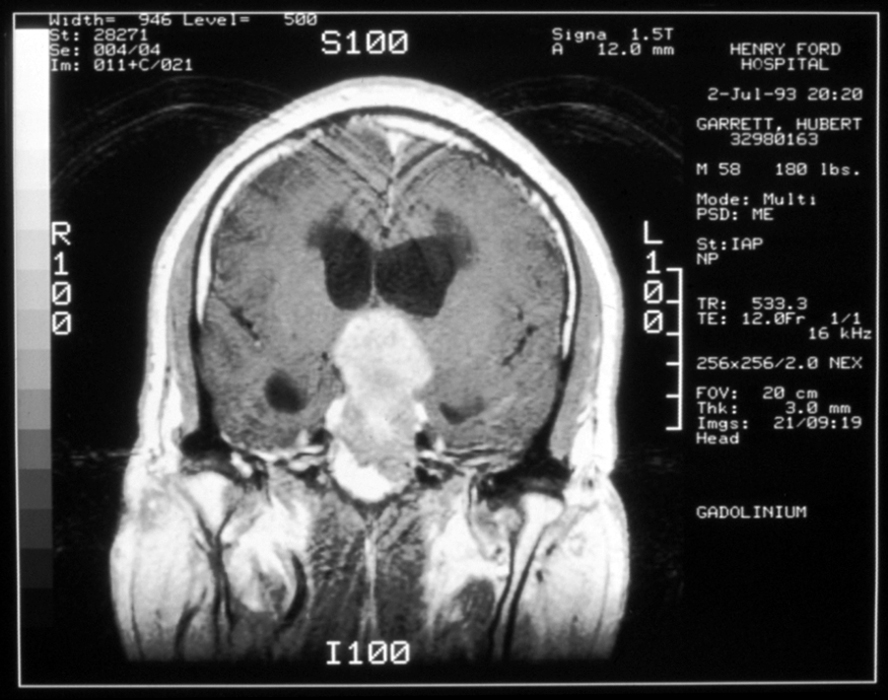 Width= 946 Level= 500
St: 28271
Se: 004/04
Im: 011+C/021
S100
Signa 1.5T
A 12.0 mm
HENRY FORD
HOSPITAL
2-Jul-93 20:20
GARRETT, HUBERT
32980163
M 58 180 lbs.
Mode: Multi
PSD: ME
St:IAP
NP
R
1
0
0
L
1
0
0
TR: 533.3
TE: 12.0Fr 1/1
16 kHz
256x256/2.0 NEX
FOV: 20 cm
Thk: 3.0 mm
Imgs: 21/09:19
Head
GADOLINIUM
I100